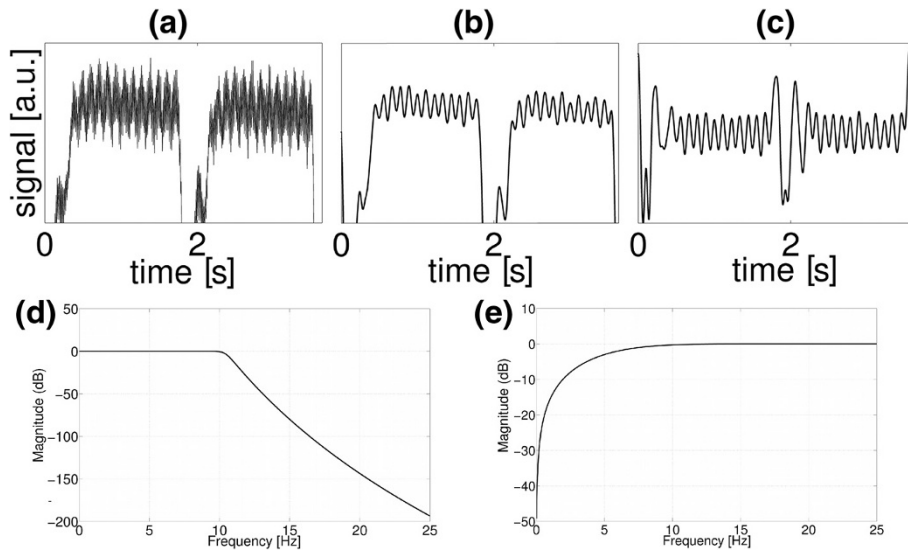 (a)
(b)
(c)
signal [a.u.]
0 2
time [s]
0 2
time [s]
0 2
time [s]
(d)
50
0
−50
−100
−150
−200
Magnitude (dB)
0 5 10 15 20 25
Frequency [Hz]
(e)
10
0
−10
−20
−30
−40
−50
Magnitude (dB)
0 5 10 15 20 25
Frequency [Hz]